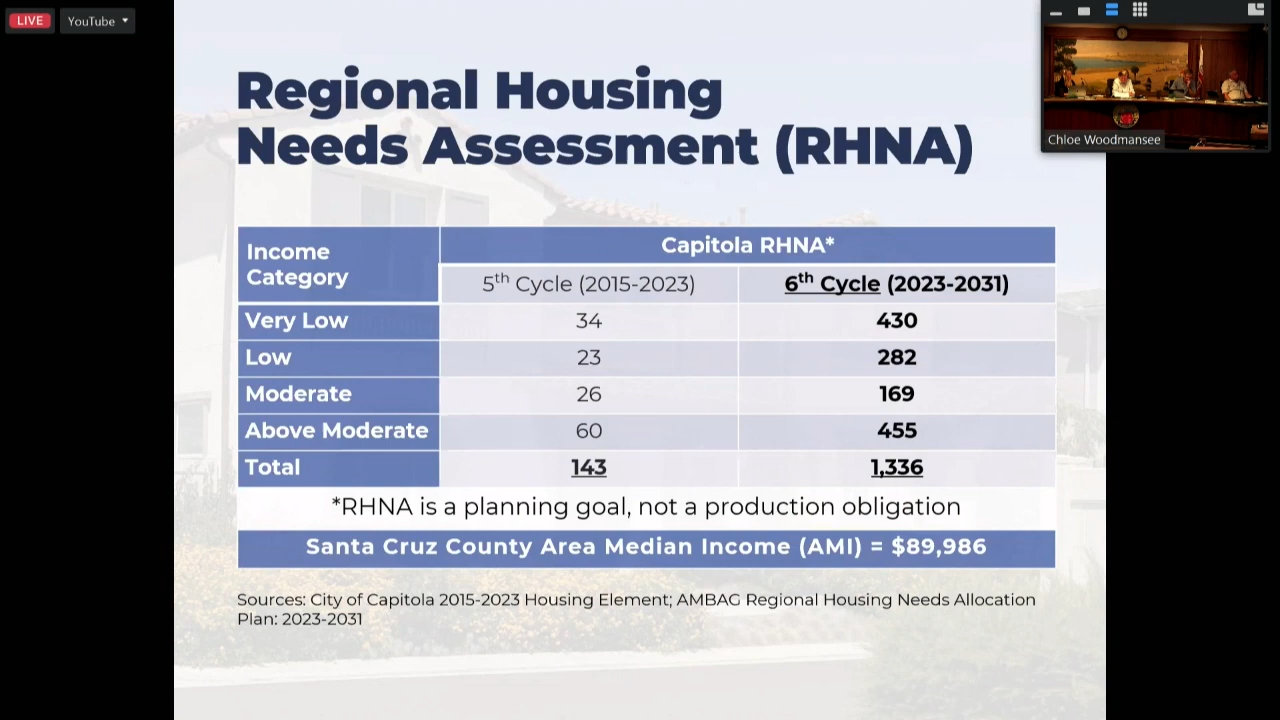 LIVE
YouTube
Chloe Woodmansee
Regional Housing
Needs Assessment (RHNA)
Income
Category
Capitola RHNA*
5th Cycle (2015-2023)
6th Cycle (2023-2031)
Very Low 34 430
Low 23 282
Moderate 26 169
Above Moderate 60 455
Total 143 1,336
*RHNA is a planning goal, not a production obligation
Santa Cruz County Area Median Income (AMI) = $89,986
Sources: City of Capitola 2015-2023 Housing Element; AMBAG Regional Housing Needs Allocation
Plan: 2023-2031